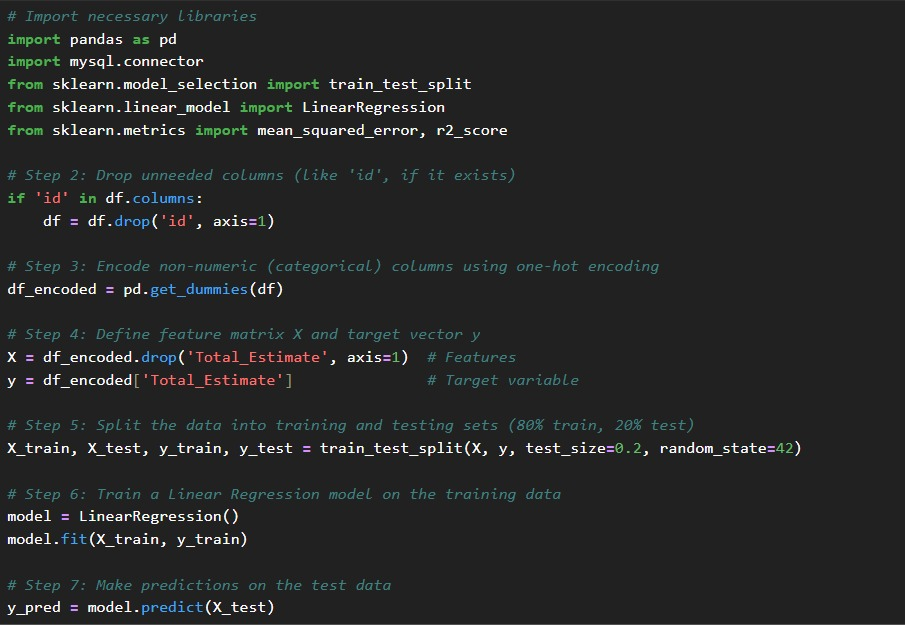 # Import necessary libraries
import pandas as pd
import mysql.connector
from sklearn.model_selection import train_test_split
from sklearn.linear_model import LinearRegression
from sklearn.metrics import mean_squared_error, r2_score

# Step 2: Drop unneeded columns (like 'id', if it exists)
if 'id' in df.columns:
    df = df.drop('id', axis=1)

# Step 3: Encode non-numeric (categorical) columns using one-hot encoding
df_encoded = pd.get_dummies(df)

# Step 4: Define feature matrix X and target vector y
X = df_encoded.drop('Total_Estimate', axis=1)  # Features
y = df_encoded['Total_Estimate']               # Target variable

# Step 5: Split the data into training and testing sets (80% train, 20% test)
X_train, X_test, y_train, y_test = train_test_split(X, y, test_size=0.2, random_state=42)

# Step 6: Train a Linear Regression model on the training data
model = LinearRegression()
model.fit(X_train, y_train)

# Step 7: Make predictions on the test data
y_pred = model.predict(X_test)